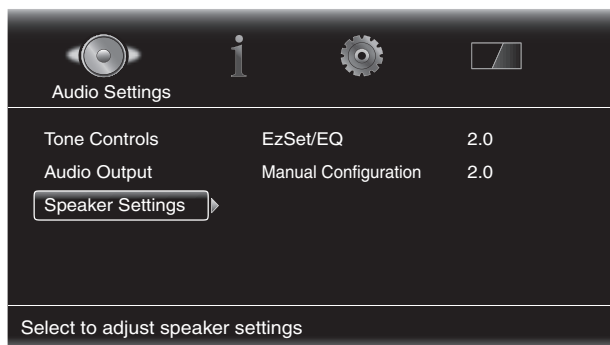 Audio Settings
Tone Controls EzSet/EQ 2.0
Audio Output Manual Configuration 2.0
Speaker Settings
Select to adjust speaker settings